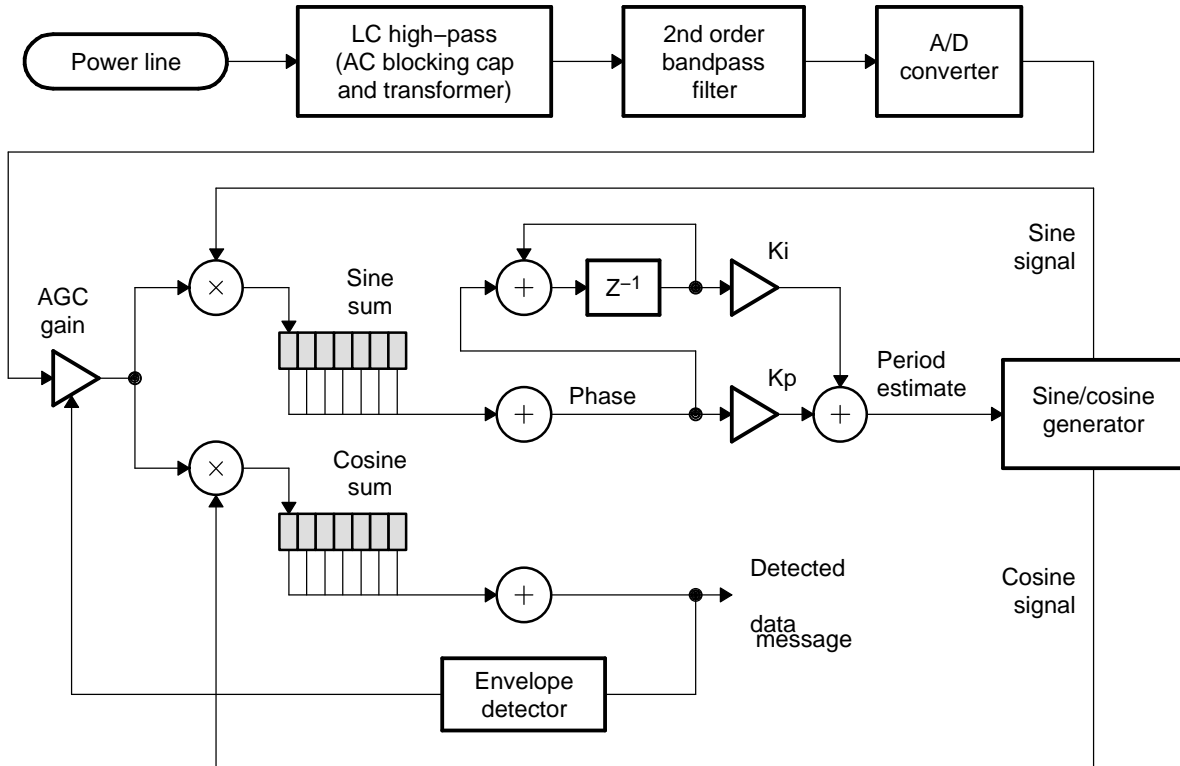 Power line
LC high−pass
(AC blocking cap
and transformer)
2nd order
bandpass
filter
A/D
converter
Sine
signal
Ki
+
Z−1
×
Sine
sum
AGC
gain
Period
estimate
Kp
Phase
+
+
Sine/cosine
generator
×
Cosine
sum
Detected
+
data
message
Cosine
signal
Envelope
detector